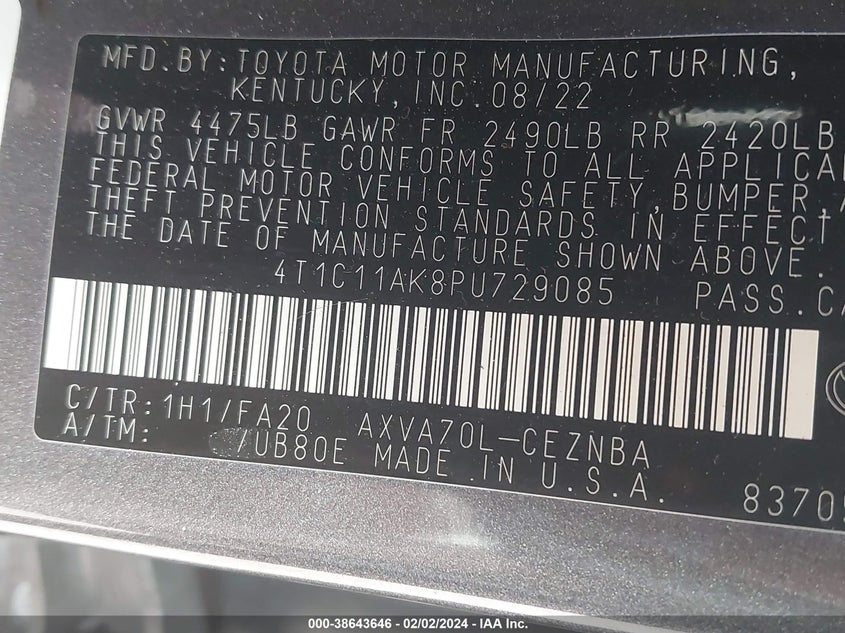 MFD.BY:TOYOTA MOTOR MANUFACTURING,
KENTUCKY,INC.08/22
GVWR 4475LB GAWR FR 2490LB RR 2420LB
THIS VEHICLE CONFORMS TO ALL APPLICA
FEDERAL MOTOR VEHICLE SAFETY,BUMPER,
THEFT PREVENTION STANDARDS IN EFFECT
THE DATE OF MANUFACTURE SHOWN ABOVE.
4T1C11AK8PU729085 PASS.C
C/TR:1H1/FA20 AXVA70L-CEZNBA
A/TM: /UB80E MADE IN U.S.A.
8370
000-38643646 — 02/02/2024 — IAAI.COM